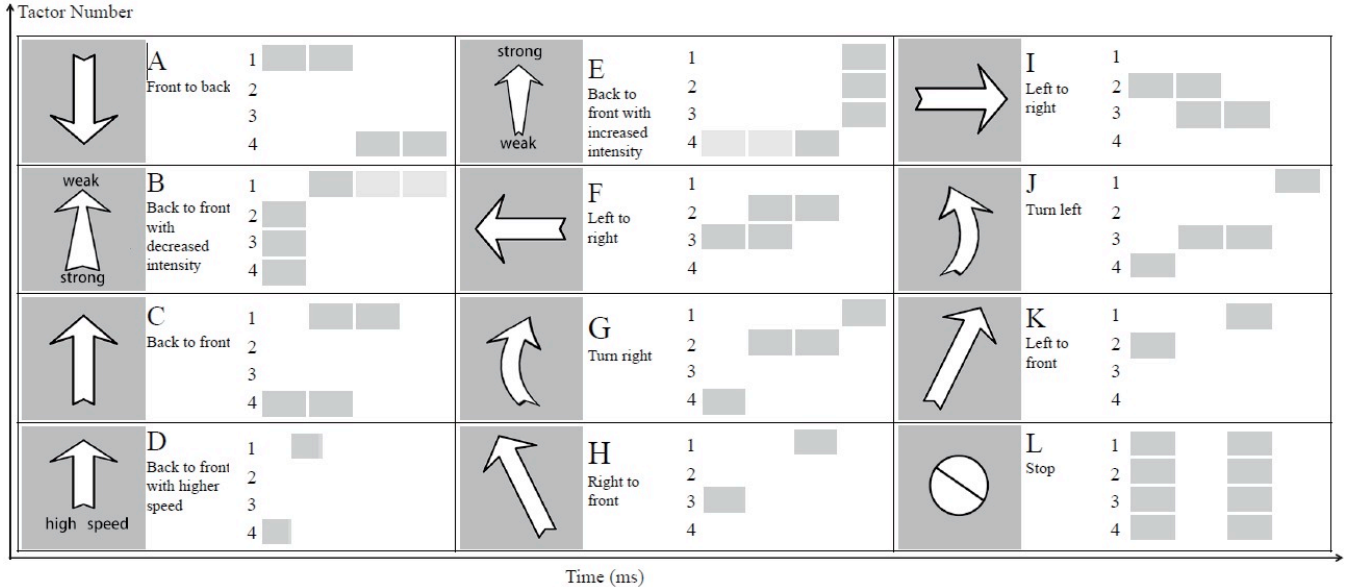 Tactor Number
A
Front to back
1
2
3
4
strong
weak
E
Back to
front with
increased
intensity
1
2
3
4
I
Left to
right
1
2
3
4
weak
strong
B
Back to front
with
decreased
intensity
1
2
3
4
F
Left to
right
1
2
3
4
J
Turn left
1
2
3
4
C
Back to front
1
2
3
4
G
Turn right
1
2
3
4
K
Left to
front
1
2
3
4
high speed
D
Back to front
with higher
speed
1
2
3
4
H
Right to
front
1
2
3
4
L
Stop
1
2
3
4
Time (ms)